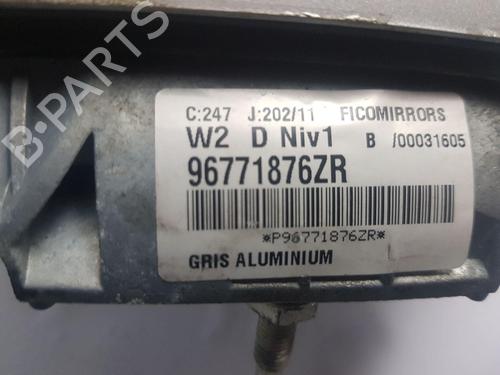 C:247 J:202/11 FICOMIRRORS
W2 D Niv1 B /00031605
96771876ZR
*P96771876ZR*
GRIS ALUMINIUM
B-PARTS